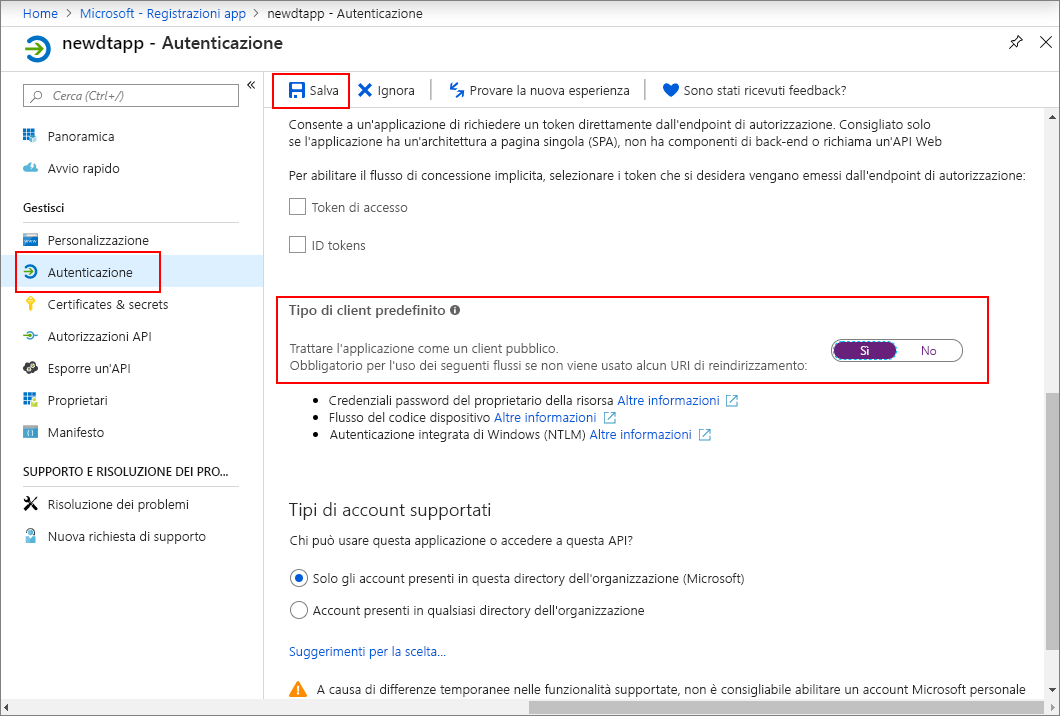 Home > Microsoft - Registrazioni app > newdtapp - Autenticazione
newdtapp - Autenticazione
Cerca (Ctrl+/)
«
Panoramica
Avvio rapido
Gestisci
Personalizzazione
Autenticazione
Certificates & secrets
Autorizzazioni API
Esporre un'API
Proprietari
Manifesto
SUPPORTO E RISOLUZIONE DEI PRO...
Risoluzione dei problemi
Nuova richiesta di supporto
Salva
Ignora
Provare la nuova esperienza
Sono stati ricevuti feedback?
Consente a un'applicazione di richiedere un token direttamente dall'endpoint di autorizzazione. Consigliato solo
se l'applicazione ha un'architettura a pagina singola (SPA), non ha componenti di back-end o richiama un'API Web
Per abilitare il flusso di concessione implicita, selezionare i token che si desidera vengano emessi dall'endpoint di autorizzazione:
Token di accesso
ID tokens
Tipo di client predefinito
Trattare l'applicazione come un client pubblico.
Obbligatorio per l'uso dei seguenti flussi se non viene usato alcun URI di reindirizzamento:
Sì No
• Credenziali password del proprietario della risorsa Altre informazioni
• Flusso del codice dispositivo Altre informazioni
• Autenticazione integrata di Windows (NTLM) Altre informazioni
Tipi di account supportati
Chi può usare questa applicazione o accedere a questa API?
Solo gli account presenti in questa directory dell'organizzazione (Microsoft)
Account presenti in qualsiasi directory dell'organizzazione
Suggerimenti per la scelta...
A causa di differenze temporanee nelle funzionalità supportate, non è consigliabile abilitare un account Microsoft personale